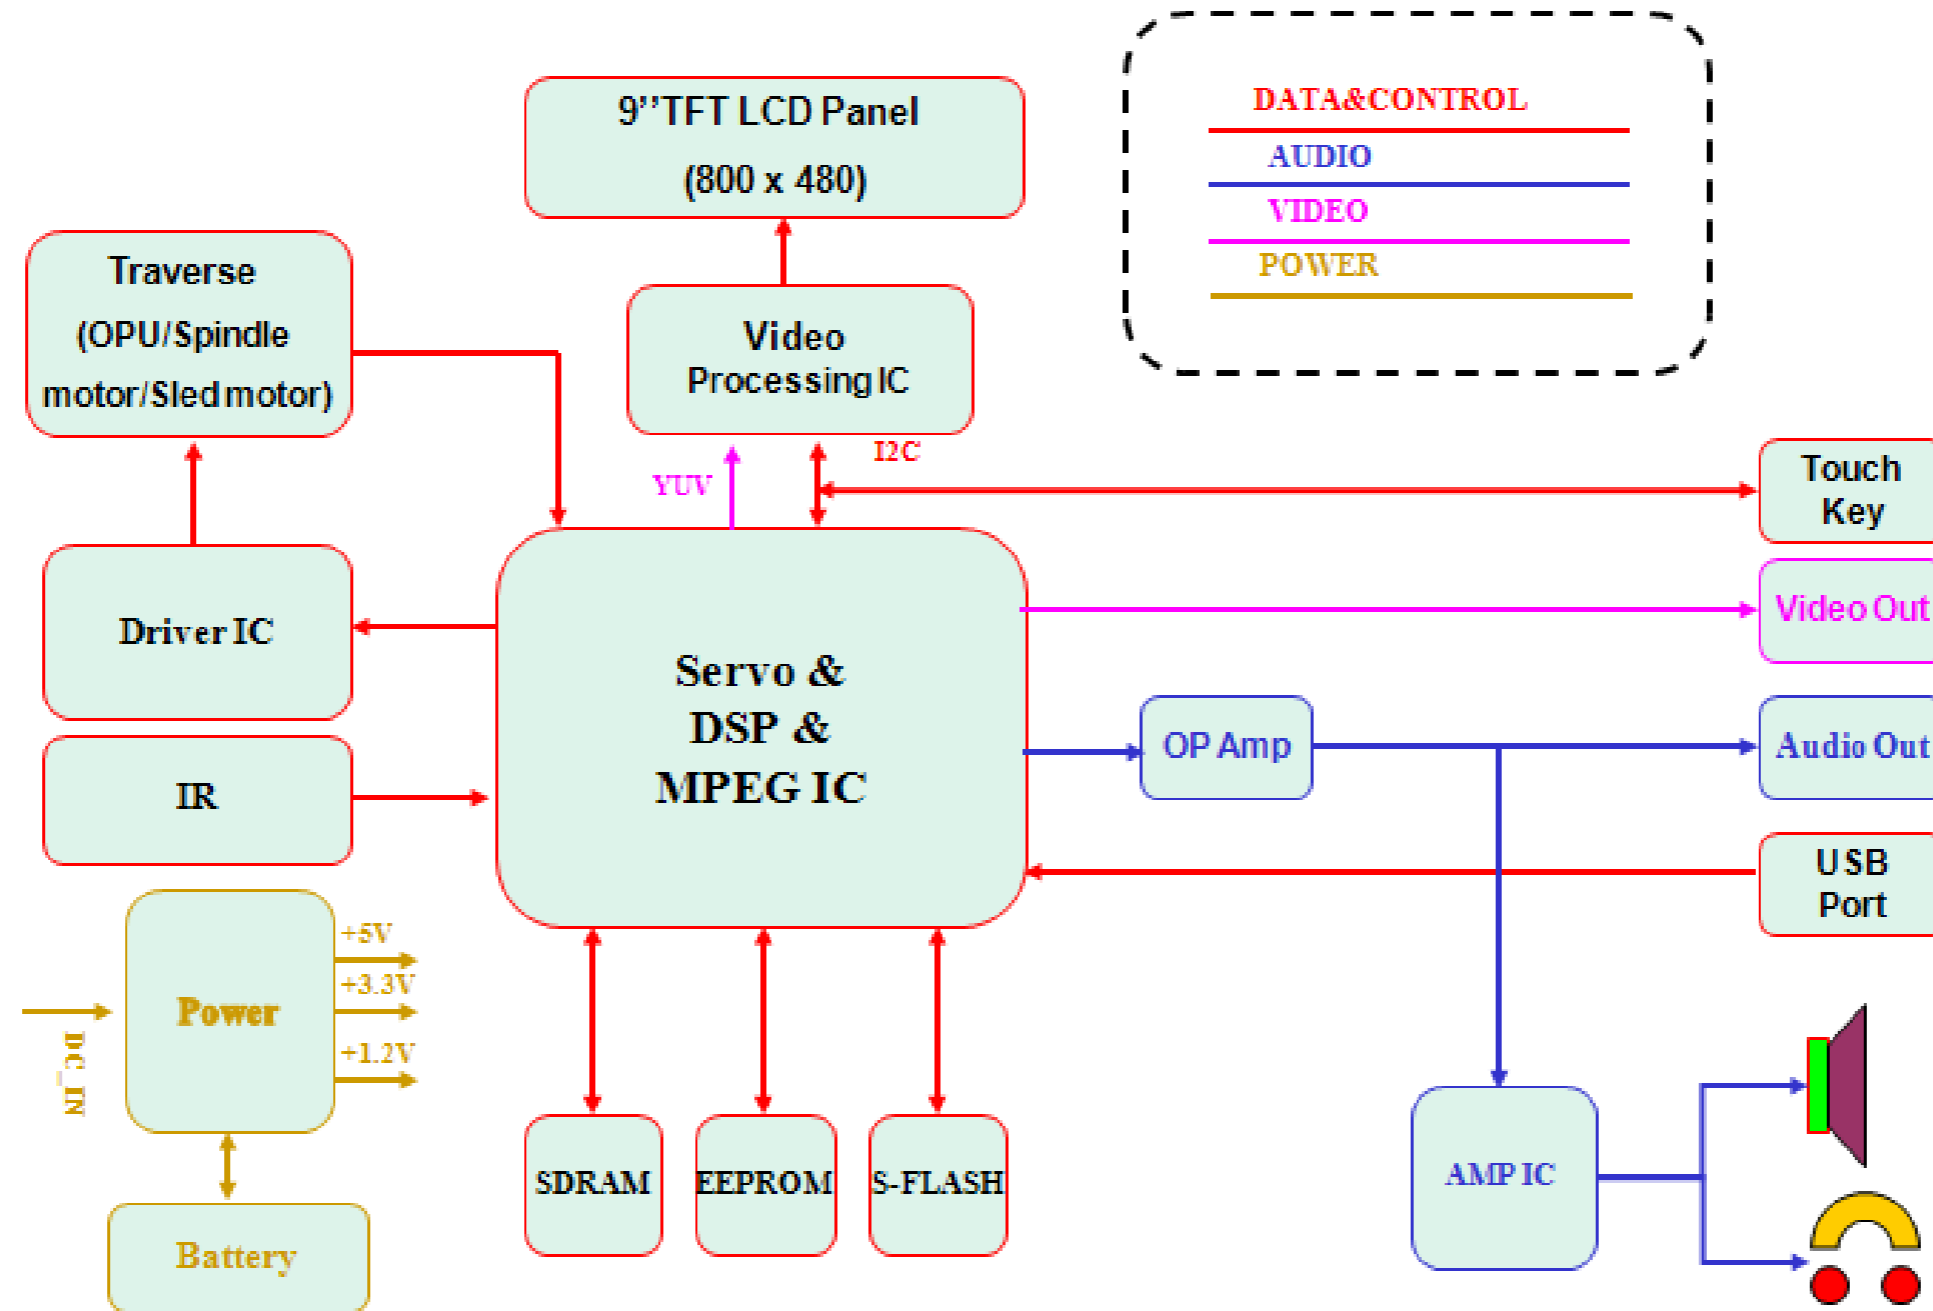 DATA&CONTROL
AUDIO
VIDEO
POWER
9’’TFT LCD Panel
(800 x 480)
Traverse
(OPU/Spindle
motor/Sled motor)
Video
Processing IC
I2C
YUV
Touch
Key
Driver IC
Video Out
Servo &
DSP &
MPEG IC
OP Amp
Audio Out
IR
USB
Port
+5V
+3.3V
+1.2V
Power
DC_IN
Battery
SDRAM
EEPROM
S-FLASH
AMP IC